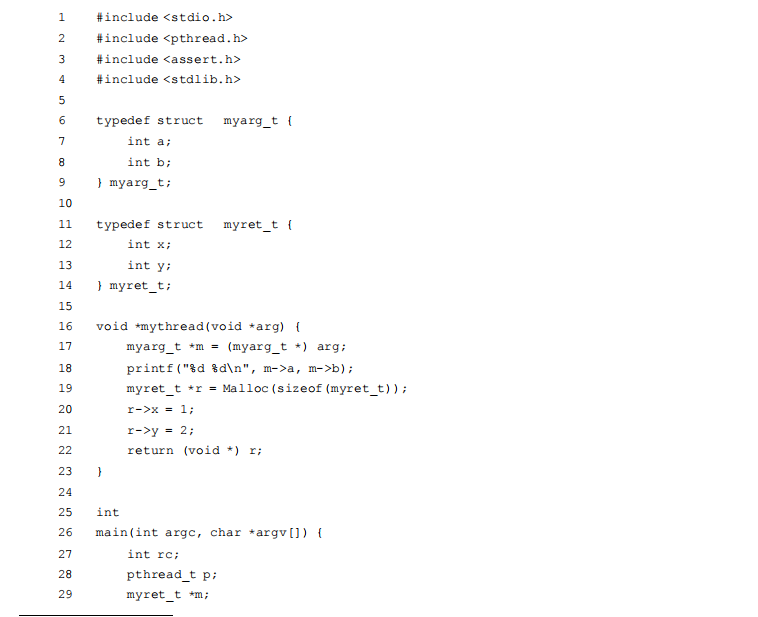 1 #include <stdio.h>
2 #include <pthread.h>
3 #include <assert.h>
4 #include <stdlib.h>
5
6 typedef struct myarg_t {
7 int a;
8 int b;
9 } myarg_t;
10
11 typedef struct myret_t {
12 int x;
13 int y;
14 } myret_t;
15
16 void *mythread(void *arg) {
17 myarg_t *m = (myarg_t *) arg;
18 printf("%d %d\n", m->a, m->b);
19 myret_t *r = Malloc(sizeof(myret_t));
20 r->x = 1;
21 r->y = 2;
22 return (void *) r;
23 }
24
25 int
26 main(int argc, char *argv[]) {
27 int rc;
28 pthread_t p;
29 myret_t *m;